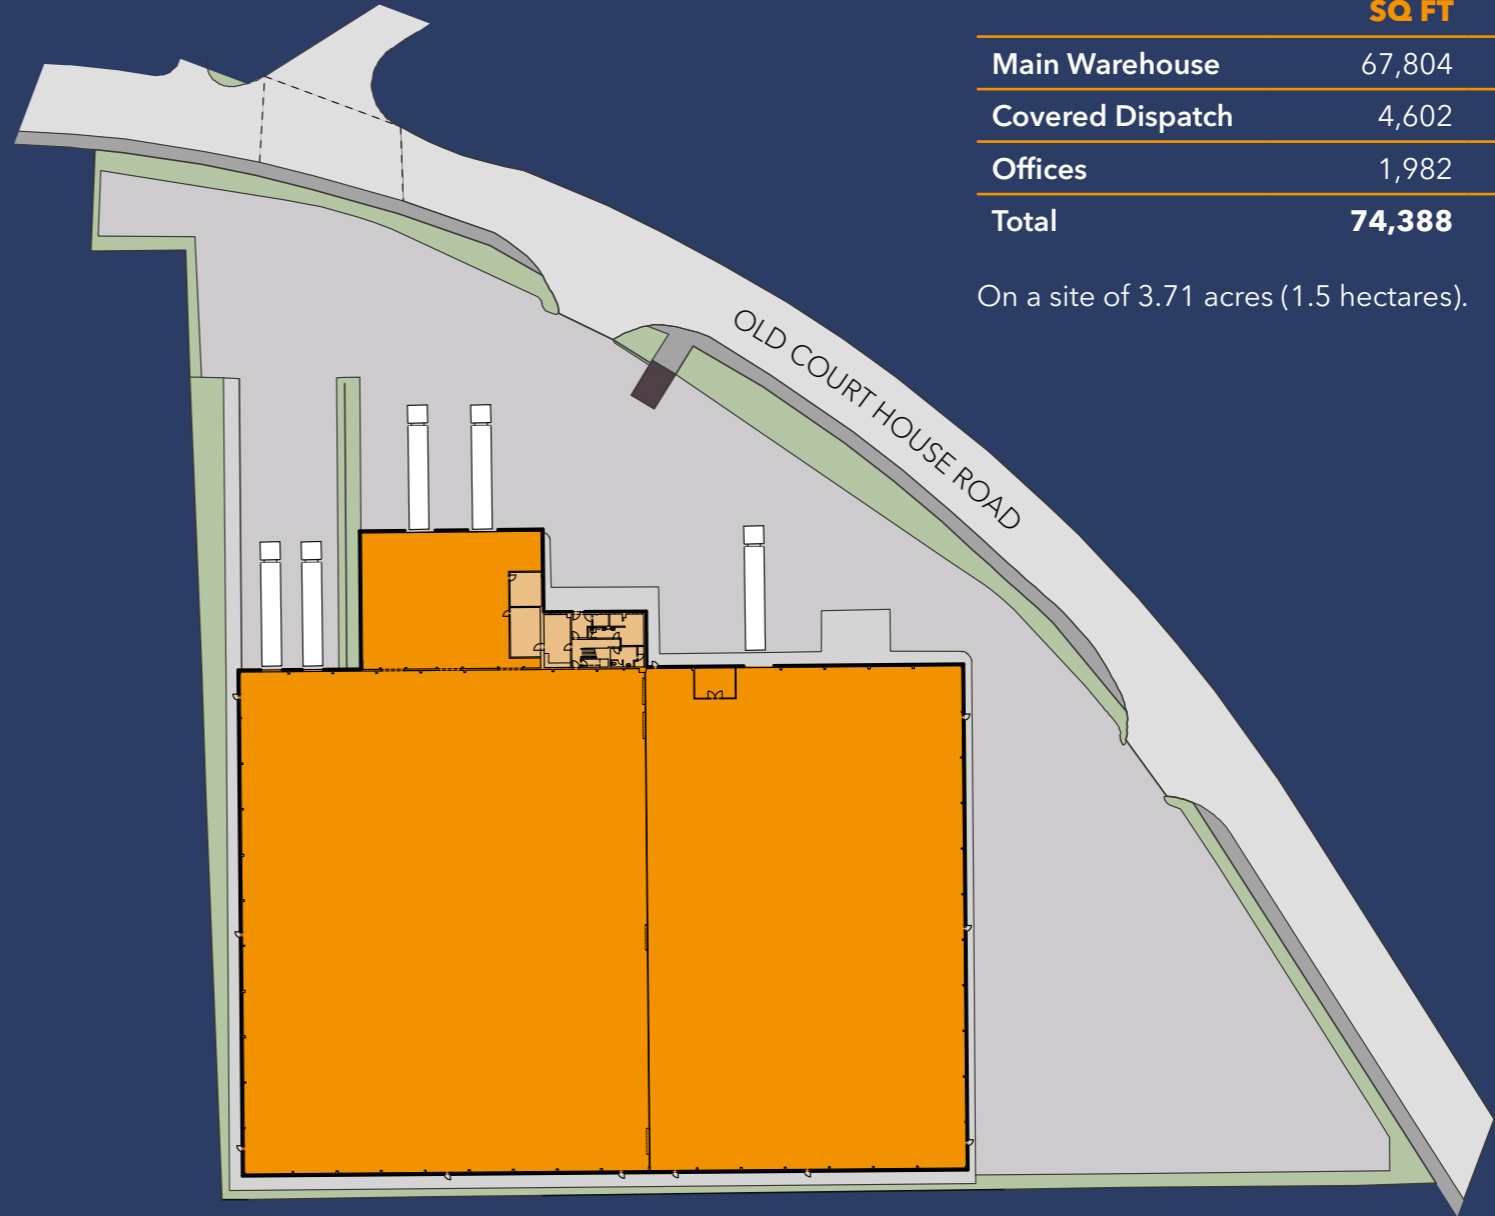 SQ FT
Main Warehouse 67,804
Covered Dispatch 4,602
Offices 1,982
Total 74,388
On a site of 3.71 acres (1.5 hectares).
OLD COURT HOUSE ROAD